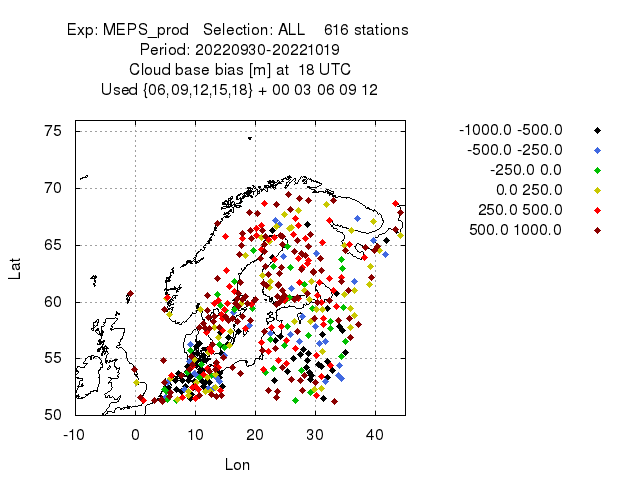 Exp: MEPS_prod   Selection: ALL    616 stations
Period: 20220930-20221019
Cloud base bias [m] at  18 UTC
Used {06,09,12,15,18} + 00 03 06 09 12
75
70
65
60
55
50
Lat
-10 0 10 20 30 40
Lon
-1000.0 -500.0
-500.0 -250.0
-250.0 0.0
0.0 250.0
250.0 500.0
500.0 1000.0